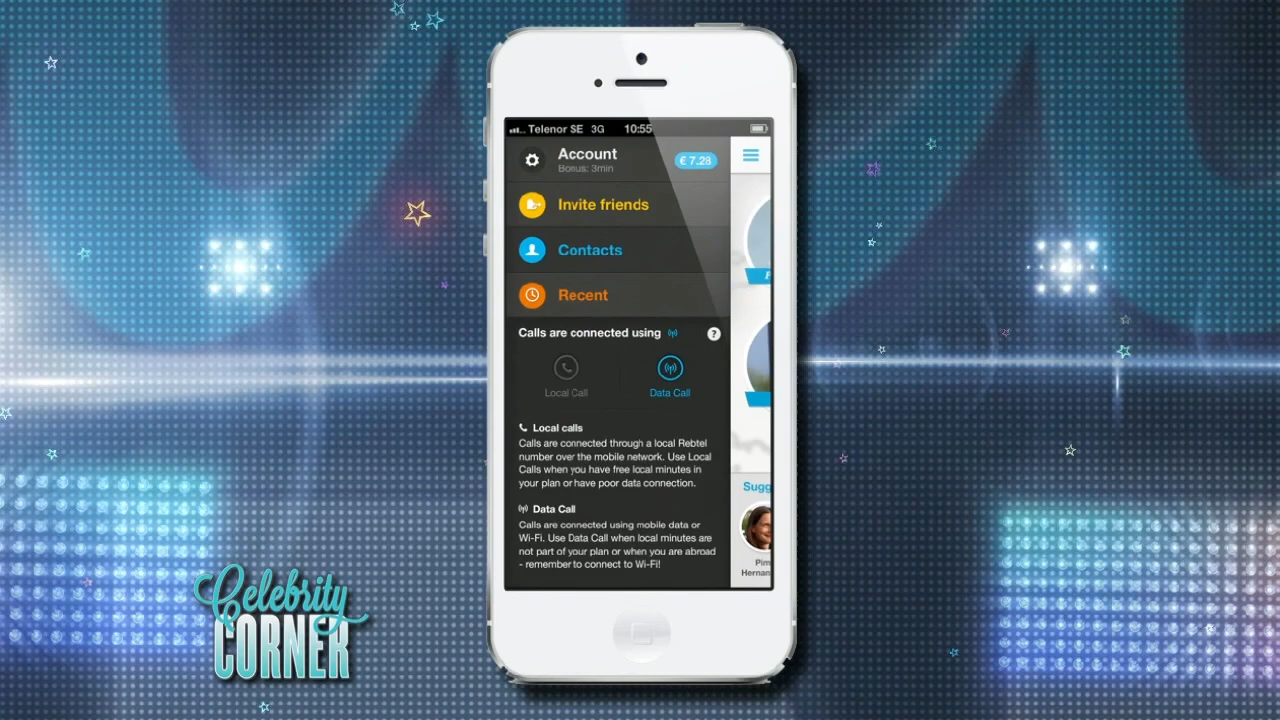 Telenor SE 3G 10:55
Account
Bonus: 3min
€ 7.28
Invite friends
Contacts
Recent
Calls are connected using
?
Local Call
Data Call
Local calls
Calls are connected through a local Rebtel
number over the mobile network. Use Local
Calls when you have free local minutes in
your plan or have poor data connection.
Data Call
Calls are connected using mobile data or
Wi-Fi. Use Data Call when local minutes are
not part of your plan or when you are abroad
- remember to connect to Wi-Fi!
Sugg
Pim
Hernan
Celebrity
CORNER